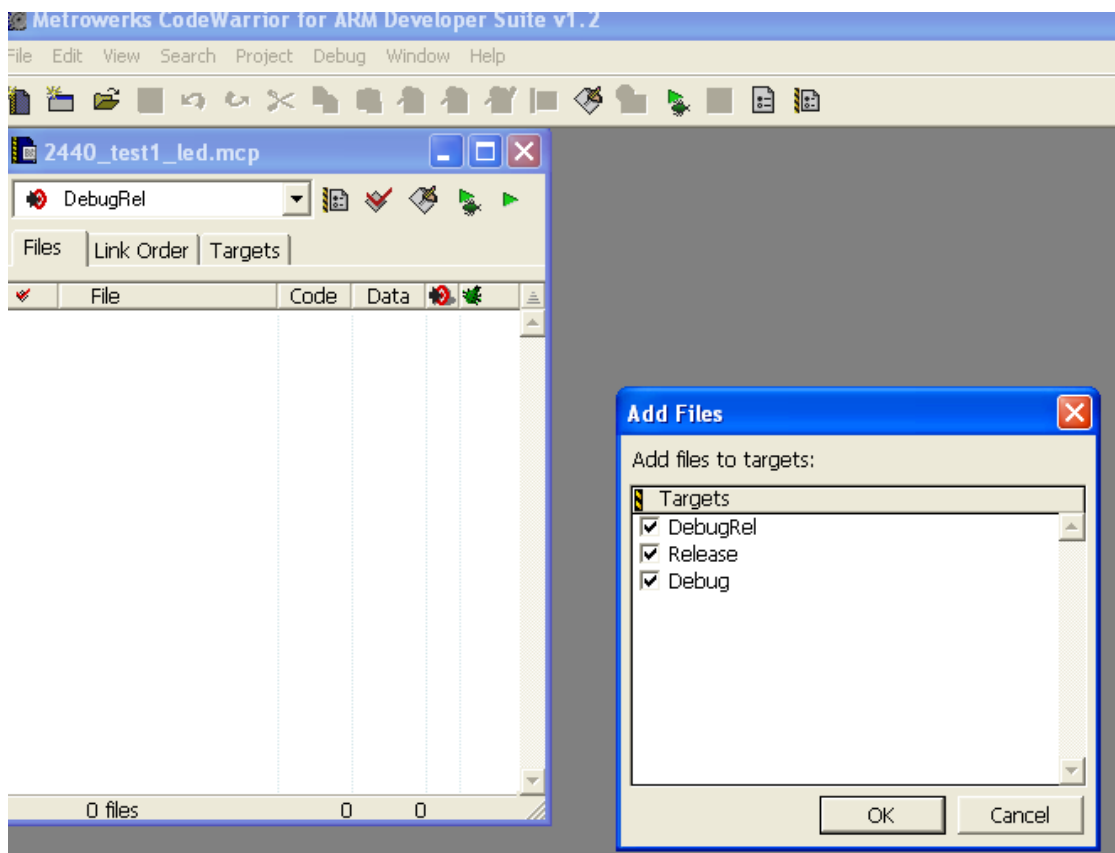 Metrowerks CodeWarrior for ARM Developer Suite v1.2
File Edit View Search Project Debug Window Help
2440_test1_led.mcp
DebugRel
Files Link Order Targets
File Code Data
0 files 0 0
Add Files
Add files to targets:
Targets
DebugRel
Release
Debug
OK Cancel